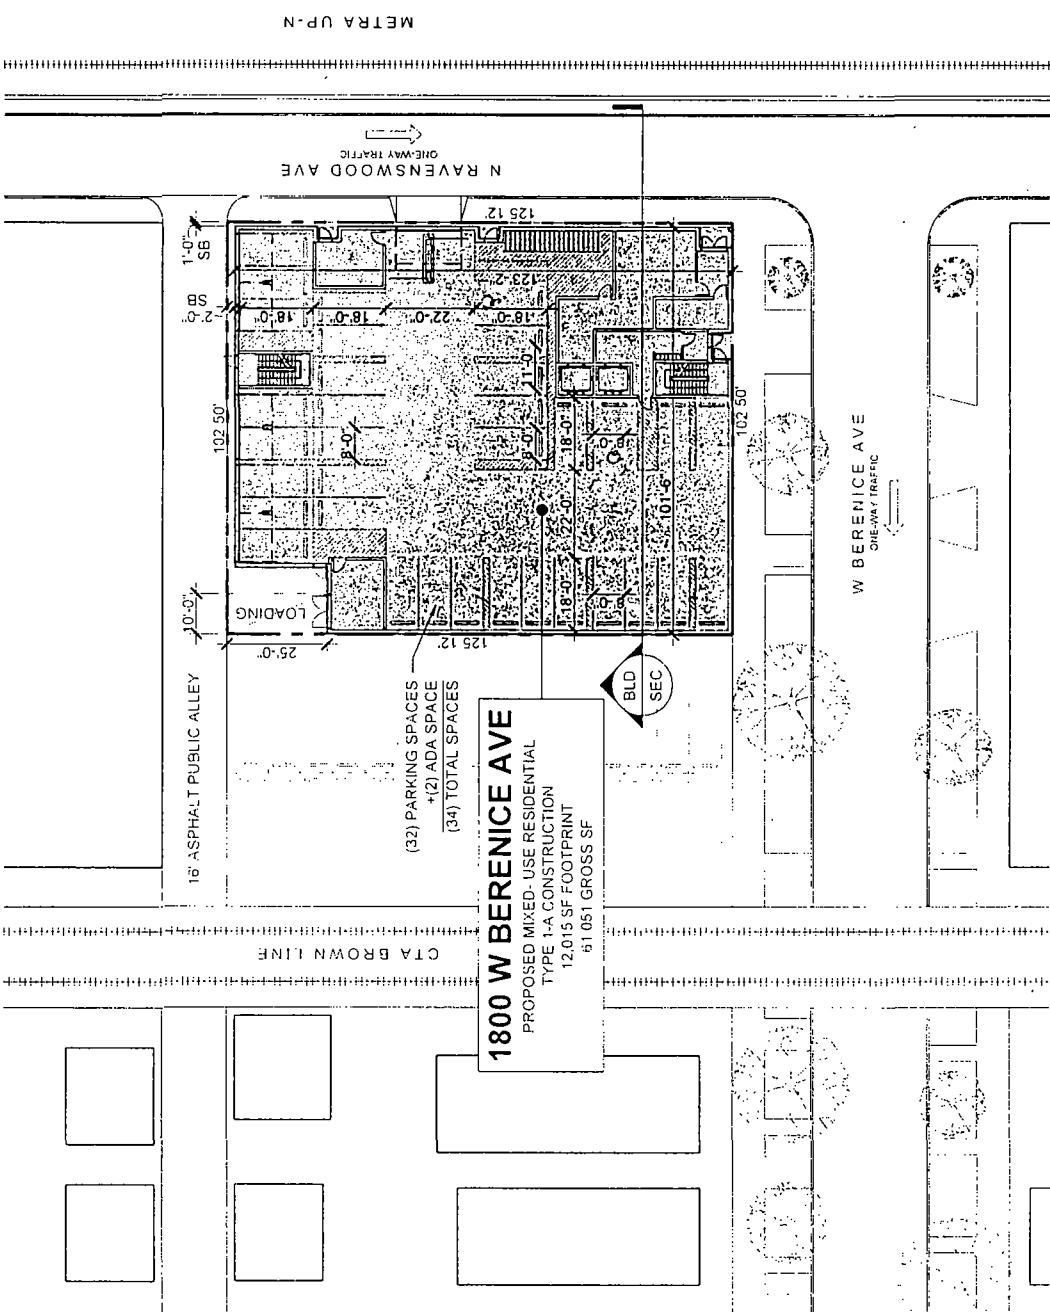 METRA UP-N
ONE-WAY TRAFFIC
N RAVENSWOOD AVE
125 12'
1'-0"
SB
123-2"
2'-0"
SB
18'-0"
18'-0"
22'-0"
18'-0"
11'-0"
102 50'
102 50'
8'-0"
8'-0"
18'-0"
22'-0"
101'-6"
18'-0"
10'-0"
LOADING
25'-0"
125 12'
W BERENICE AVE
ONE-WAY TRAFFIC
16' ASPHALT PUBLIC ALLEY
(32) PARKING SPACES
+(2) ADA SPACE
(34) TOTAL SPACES
BLD
SEC
1800 W BERENICE AVE
PROPOSED MIXED- USE RESIDENTIAL
TYPE 1-A CONSTRUCTION
12,015 SF FOOTPRINT
61 051 GROSS SF
CTA BROWN LINE